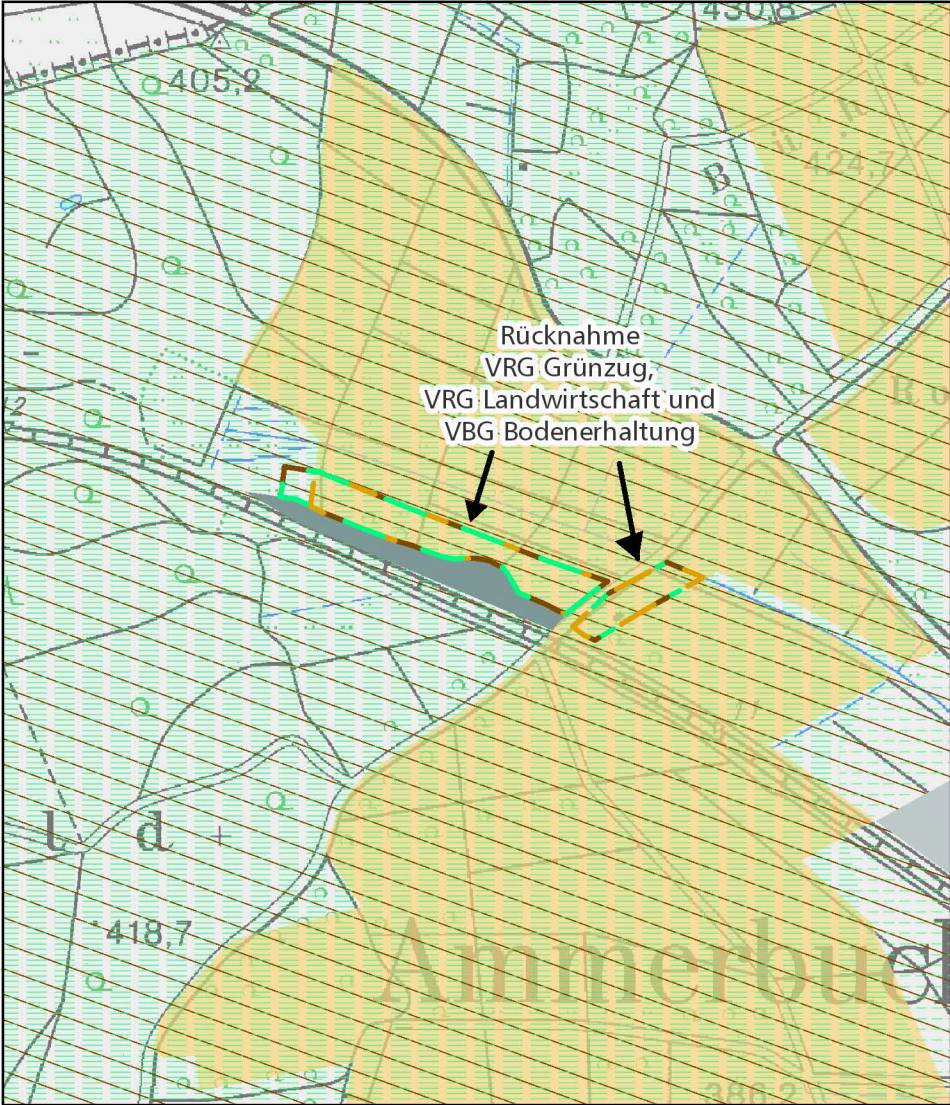 430,8
405,2
B ü h l
424,7
Rücknahme
VRG Grünzug,
VRG Landwirtschaft und
VBG Bodenerhaltung
l d
418,7
Ammerbuch
386,2